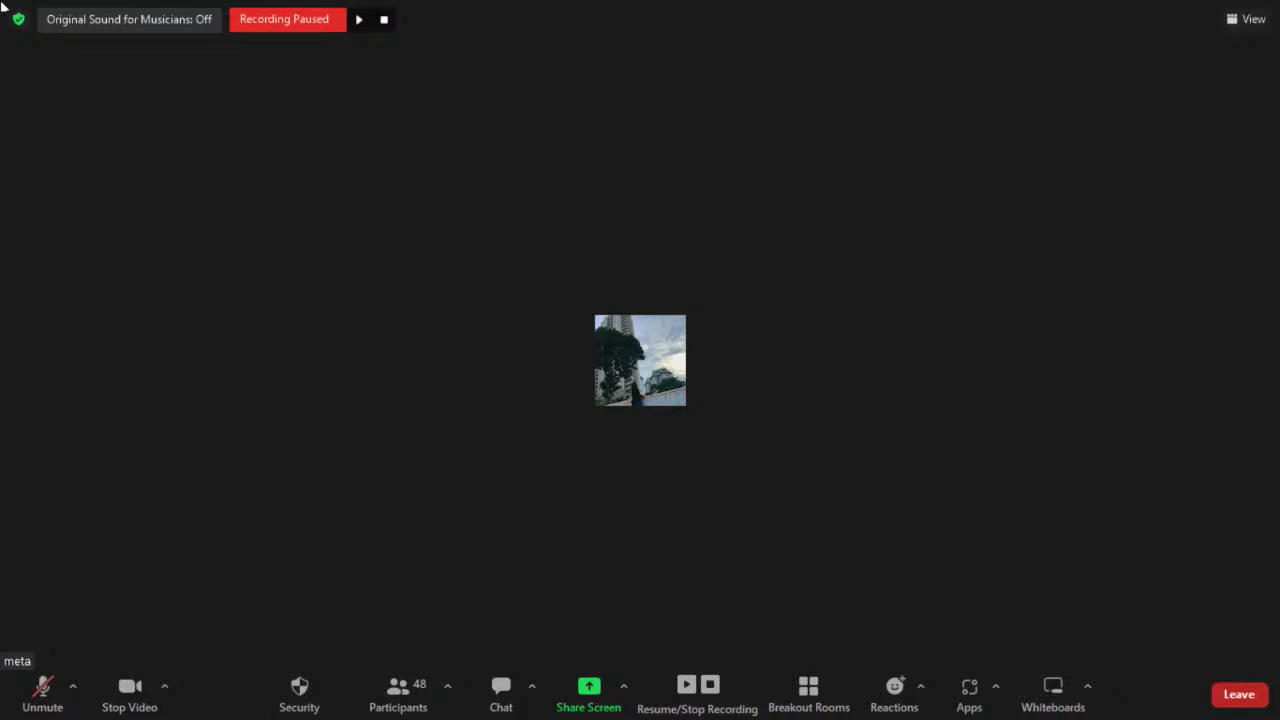 Original Sound for Musicians: Off
Recording Paused
View
meta
48
Unmute
Stop Video
Security
Participants
Chat
Share Screen
Resume/Stop Recording
Breakout Rooms
Reactions
Apps
Whiteboards
Leave